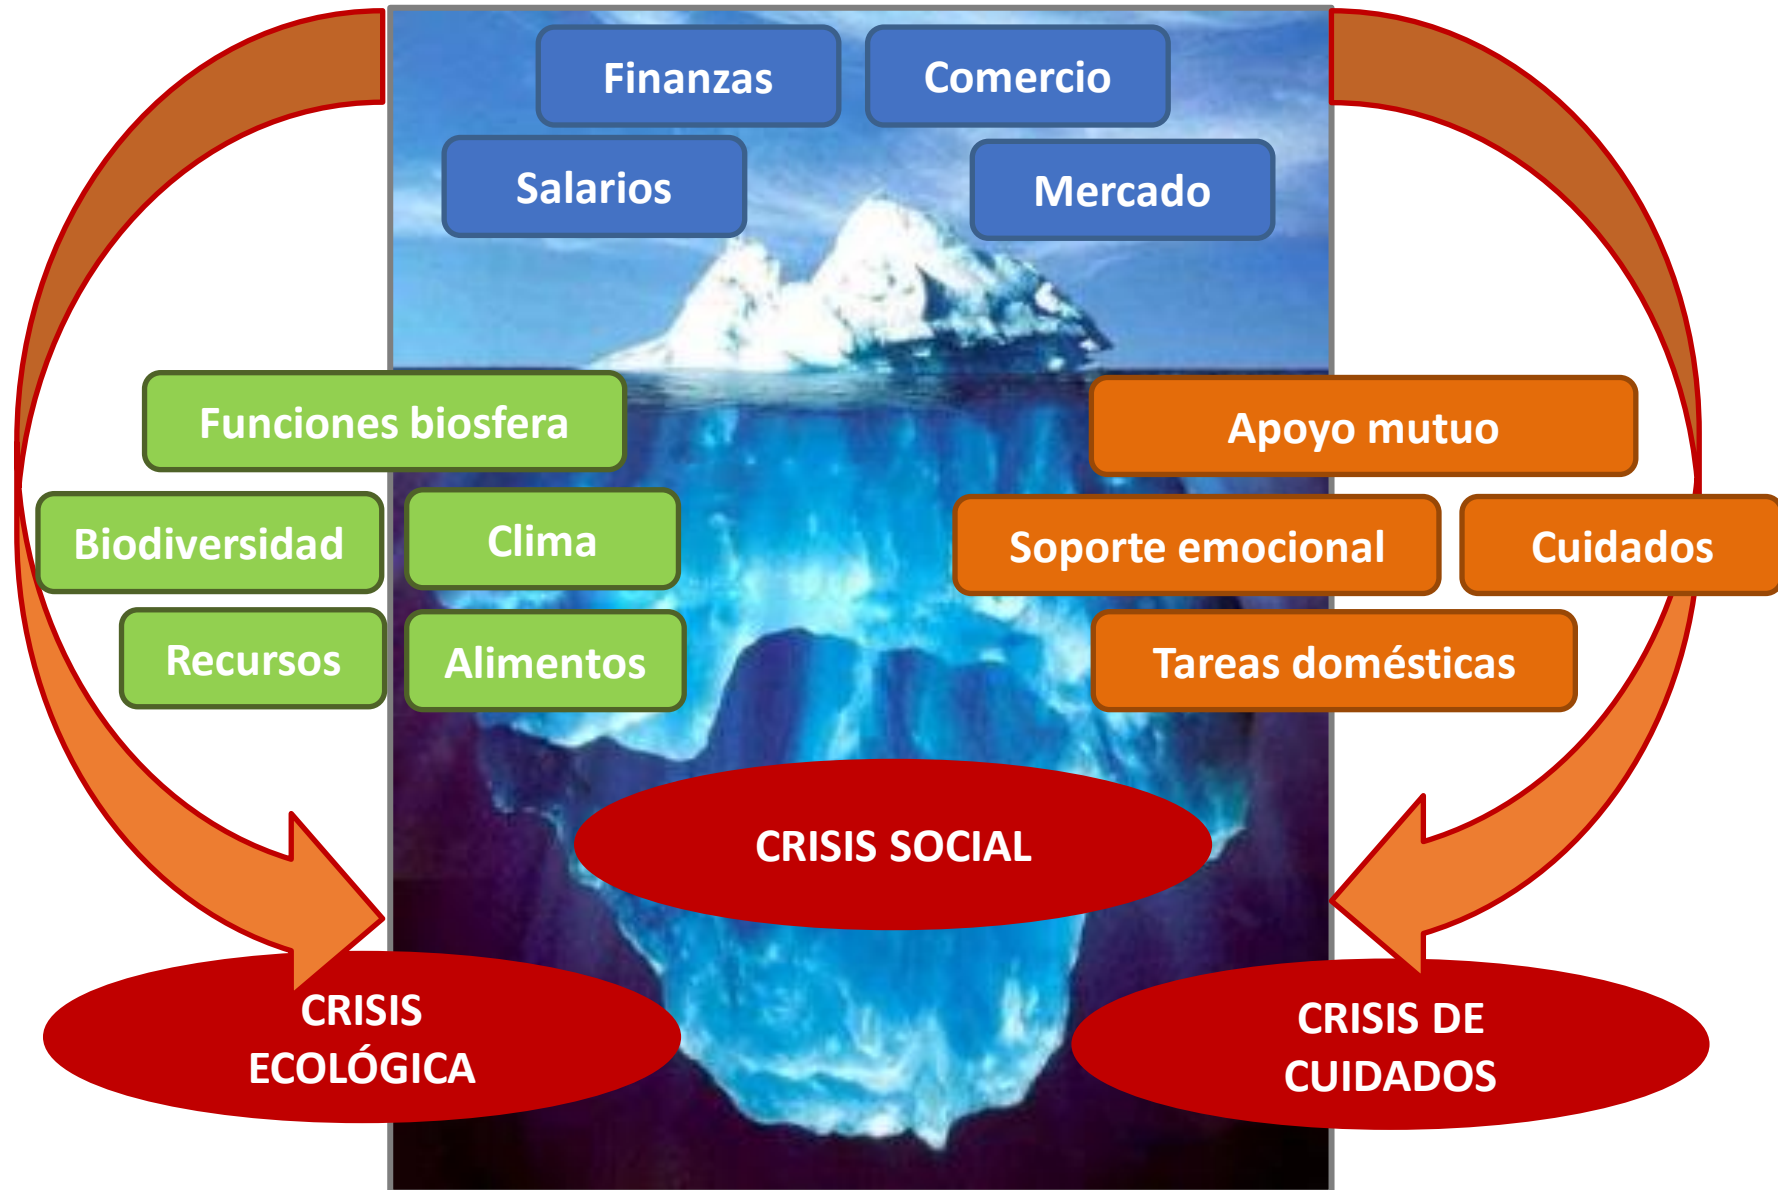 Finanzas
Comercio
Salarios
Mercado
Funciones biosfera
Apoyo mutuo
Biodiversidad
Clima
Soporte emocional
Cuidados
Recursos
Alimentos
Tareas domésticas
CRISIS SOCIAL
CRISIS
ECOLÓGICA
CRISIS DE
CUIDADOS